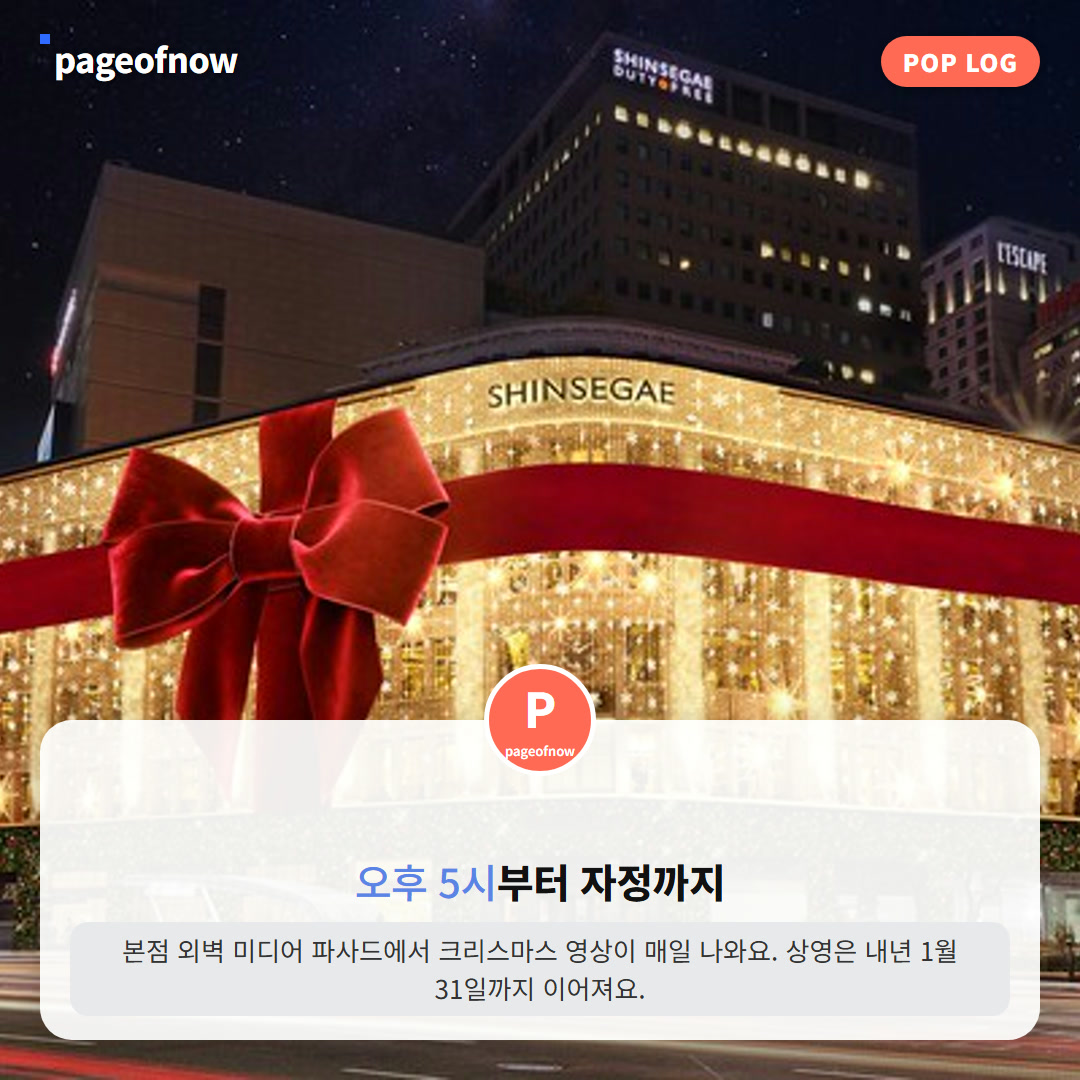 pageofnow
POP LOG
SHINSEGAE
DUTY FREE
L'ESCAPE
SHINSEGAE
P
pageofnow
오후 5시부터 자정까지
본점 외벽 미디어 파사드에서 크리스마스 영상이 매일 나와요. 상영은 내년 1월
31일까지 이어져요.